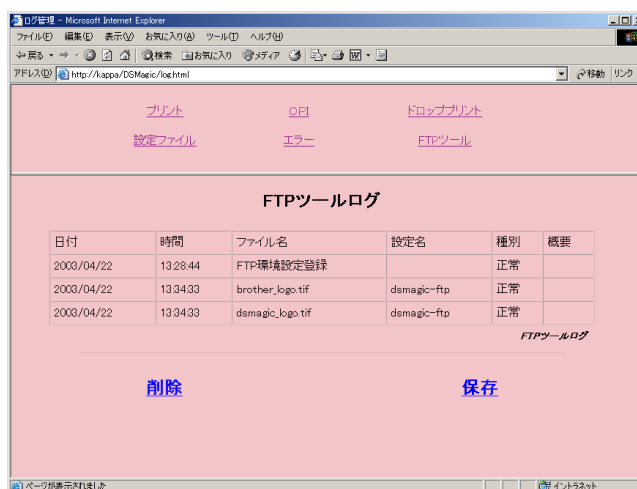 ログ管理 - Microsoft Internet Explorer
ファイル(F) 編集(E) 表示(V) お気に入り(A) ツール(T) ヘルプ(H)
戻る 検索 お気に入り メディア
アドレス(D) http://kappa/DSMagic/log.html 移動 リンク
プリント OPI ドロッププリント
設定ファイル エラー FTPツール
FTPツールログ
日付 時間 ファイル名 設定名 種別 概要
2003/04/22 13:28:44 FTP環境設定登録 正常
2003/04/22 13:34:33 brother_logo.tif dsmagic-ftp 正常
2003/04/22 13:34:33 dsmagic_logo.tif dsmagic-ftp 正常
FTPツールログ
削除 保存
ページが表示されました イントラネット